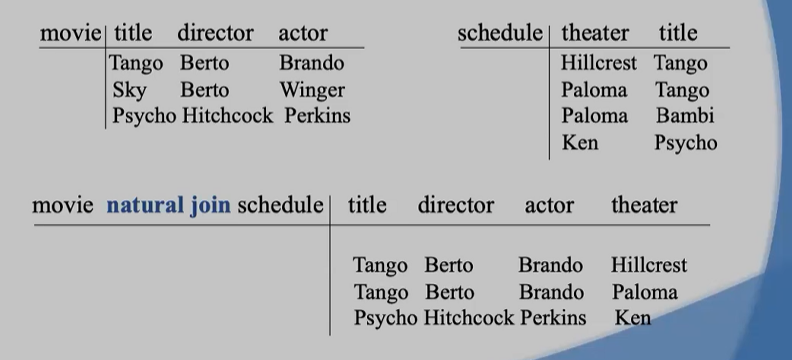 movie title director actor
Tango Berto Brando
Sky Berto Winger
Psycho Hitchcock Perkins
schedule theater title
Hillcrest Tango
Paloma Tango
Paloma Bambi
Ken Psycho
movie natural join schedule title director actor theater
Tango Berto Brando Hillcrest
Tango Berto Brando Paloma
Psycho Hitchcock Perkins Ken